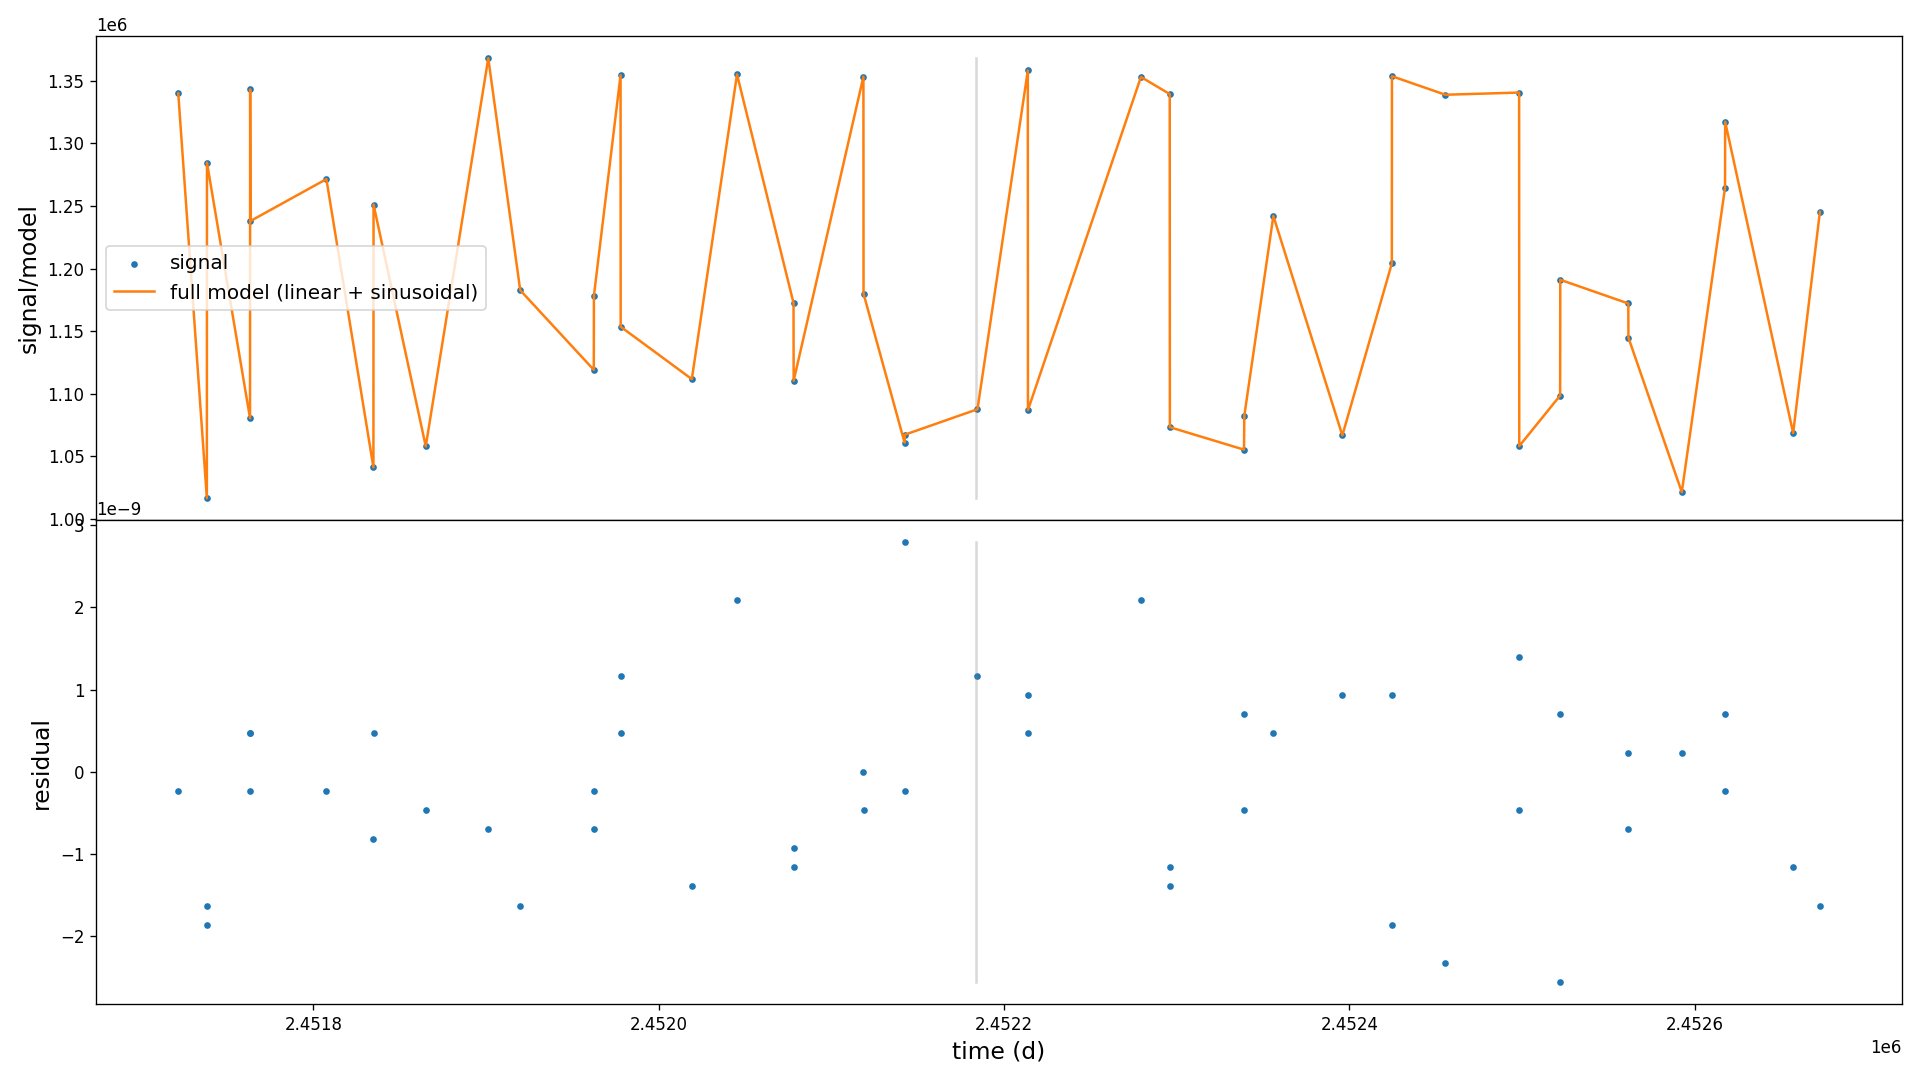 1e6
1.35
1.30
1.25
1.20
1.15
1.10
1.05
1.00
signal/model
signal
full model (linear + sinusoidal)
1e−9
3
2
1
0
−1
−2
residual
2.4518
2.4520
2.4522
2.4524
2.4526
time (d)
1e6